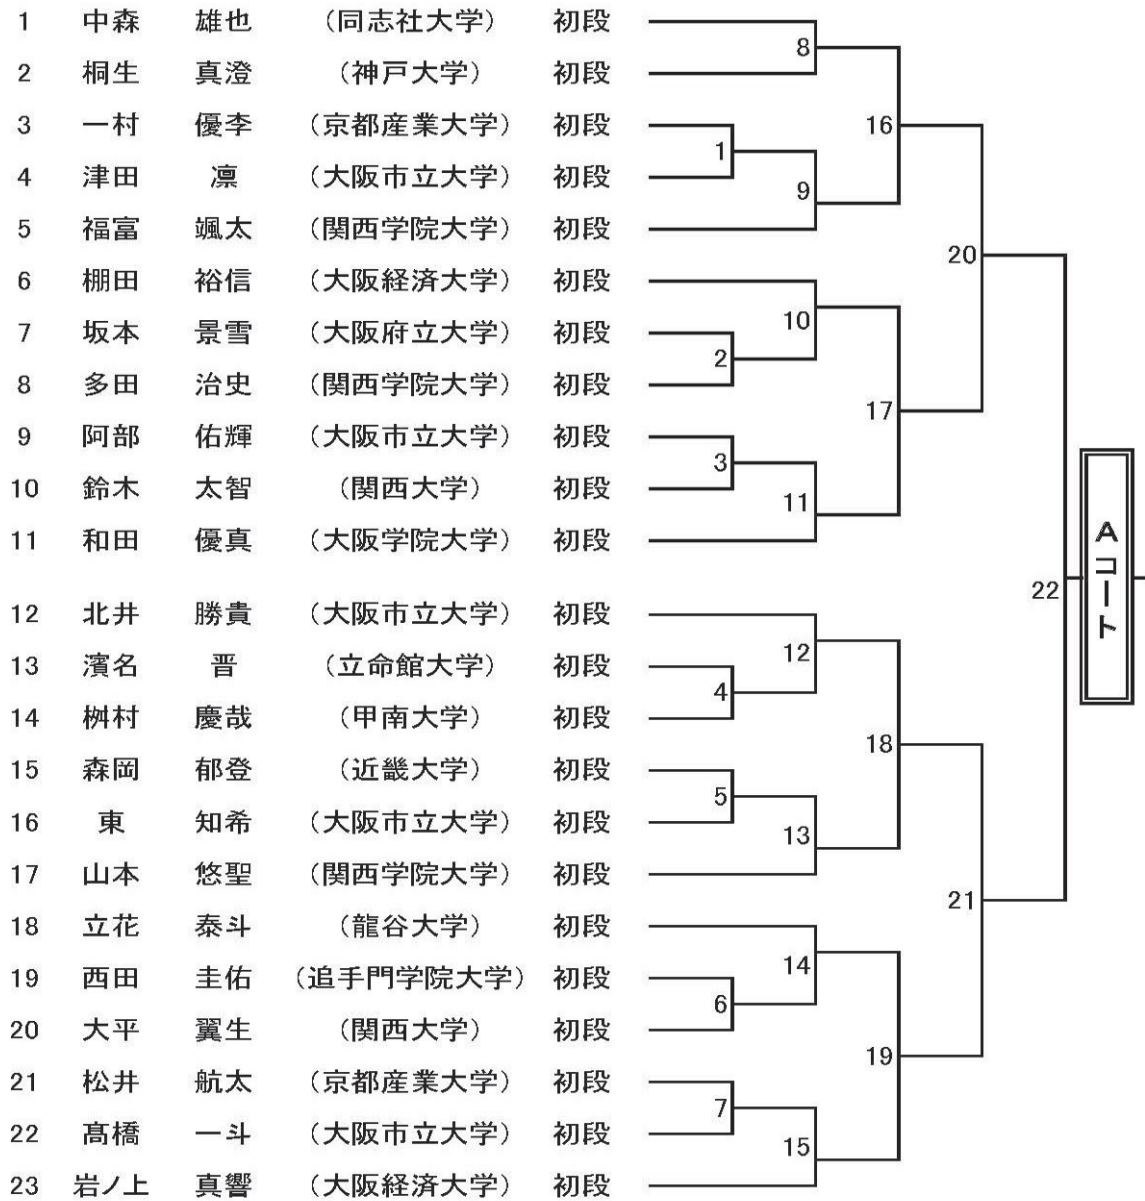 1 中森 雄也 (同志社大学) 初段
8
2 桐生 真澄 (神戸大学) 初段
3 一村 優李 (京都産業大学) 初段
16
1
4 津田 凛 (大阪市立大学) 初段
9
5 福富 颯太 (関西学院大学) 初段
20
6 棚田 裕信 (大阪経済大学) 初段
10
7 坂本 景雪 (大阪府立大学) 初段
2
8 多田 治史 (関西学院大学) 初段
17
9 阿部 佑輝 (大阪市立大学) 初段
3
10 鈴木 太智 (関西大学) 初段
11
11 和田 優真 (大阪学院大学) 初段
Aコート
22
12 北井 勝貴 (大阪市立大学) 初段
12
13 濱名 晋 (立命館大学) 初段
4
14 桝村 慶哉 (甲南大学) 初段
18
15 森岡 郁登 (近畿大学) 初段
5
16 東 知希 (大阪市立大学) 初段
13
17 山本 悠聖 (関西学院大学) 初段
21
18 立花 泰斗 (龍谷大学) 初段
14
19 西田 圭佑 (追手門学院大学) 初段
6
20 大平 翼生 (関西大学) 初段
19
21 松井 航太 (京都産業大学) 初段
7
22 髙橋 一斗 (大阪市立大学) 初段
15
23 岩ノ上 真響 (大阪経済大学) 初段